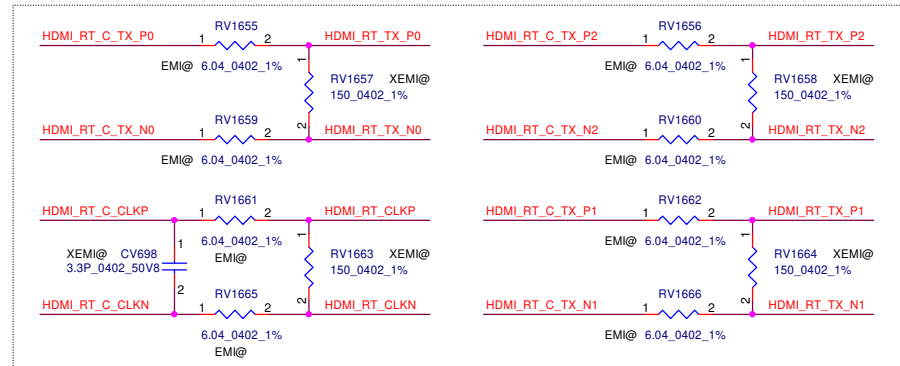 RV1655
HDMI_RT_C_TX_P0 1 2 HDMI_RT_TX_P0
EMI@ 6.04_0402_1%
1
RV1657 XEMI@
150_0402_1%
2
RV1659
HDMI_RT_C_TX_N0 1 2 HDMI_RT_TX_N0
EMI@ 6.04_0402_1%
RV1656
HDMI_RT_C_TX_P2 1 2 HDMI_RT_TX_P2
EMI@ 6.04_0402_1%
1
RV1658 XEMI@
150_0402_1%
2
RV1660
HDMI_RT_C_TX_N2 1 2 HDMI_RT_TX_N2
EMI@ 6.04_0402_1%
RV1661
HDMI_RT_C_CLKP 1 2 HDMI_RT_CLKP
6.04_0402_1%
EMI@
1
XEMI@ CV698
3.3P_0402_50V8
2
1
RV1663 XEMI@
150_0402_1%
2
RV1665
HDMI_RT_C_CLKN 1 2 HDMI_RT_CLKN
6.04_0402_1%
EMI@
RV1662
HDMI_RT_C_TX_P1 1 2 HDMI_RT_TX_P1
EMI@ 6.04_0402_1%
1
RV1664 XEMI@
150_0402_1%
2
RV1666
HDMI_RT_C_TX_N1 1 2 HDMI_RT_TX_N1
EMI@ 6.04_0402_1%